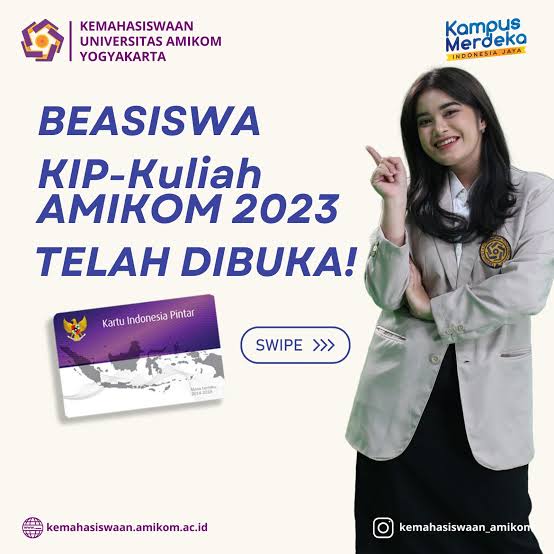 KEMAHASISWAAN
UNIVERSITAS AMIKOM
YOGYAKARTA
Kampus
Merdeka
INDONESIA JAYA
BEASISWA
KIP-Kuliah
AMIKOM 2023
TELAH DIBUKA!
Kartu Indonesia Pintar
SWIPE >>>
kemahasiswaan.amikom.ac.id
kemahasiswaan_amikom